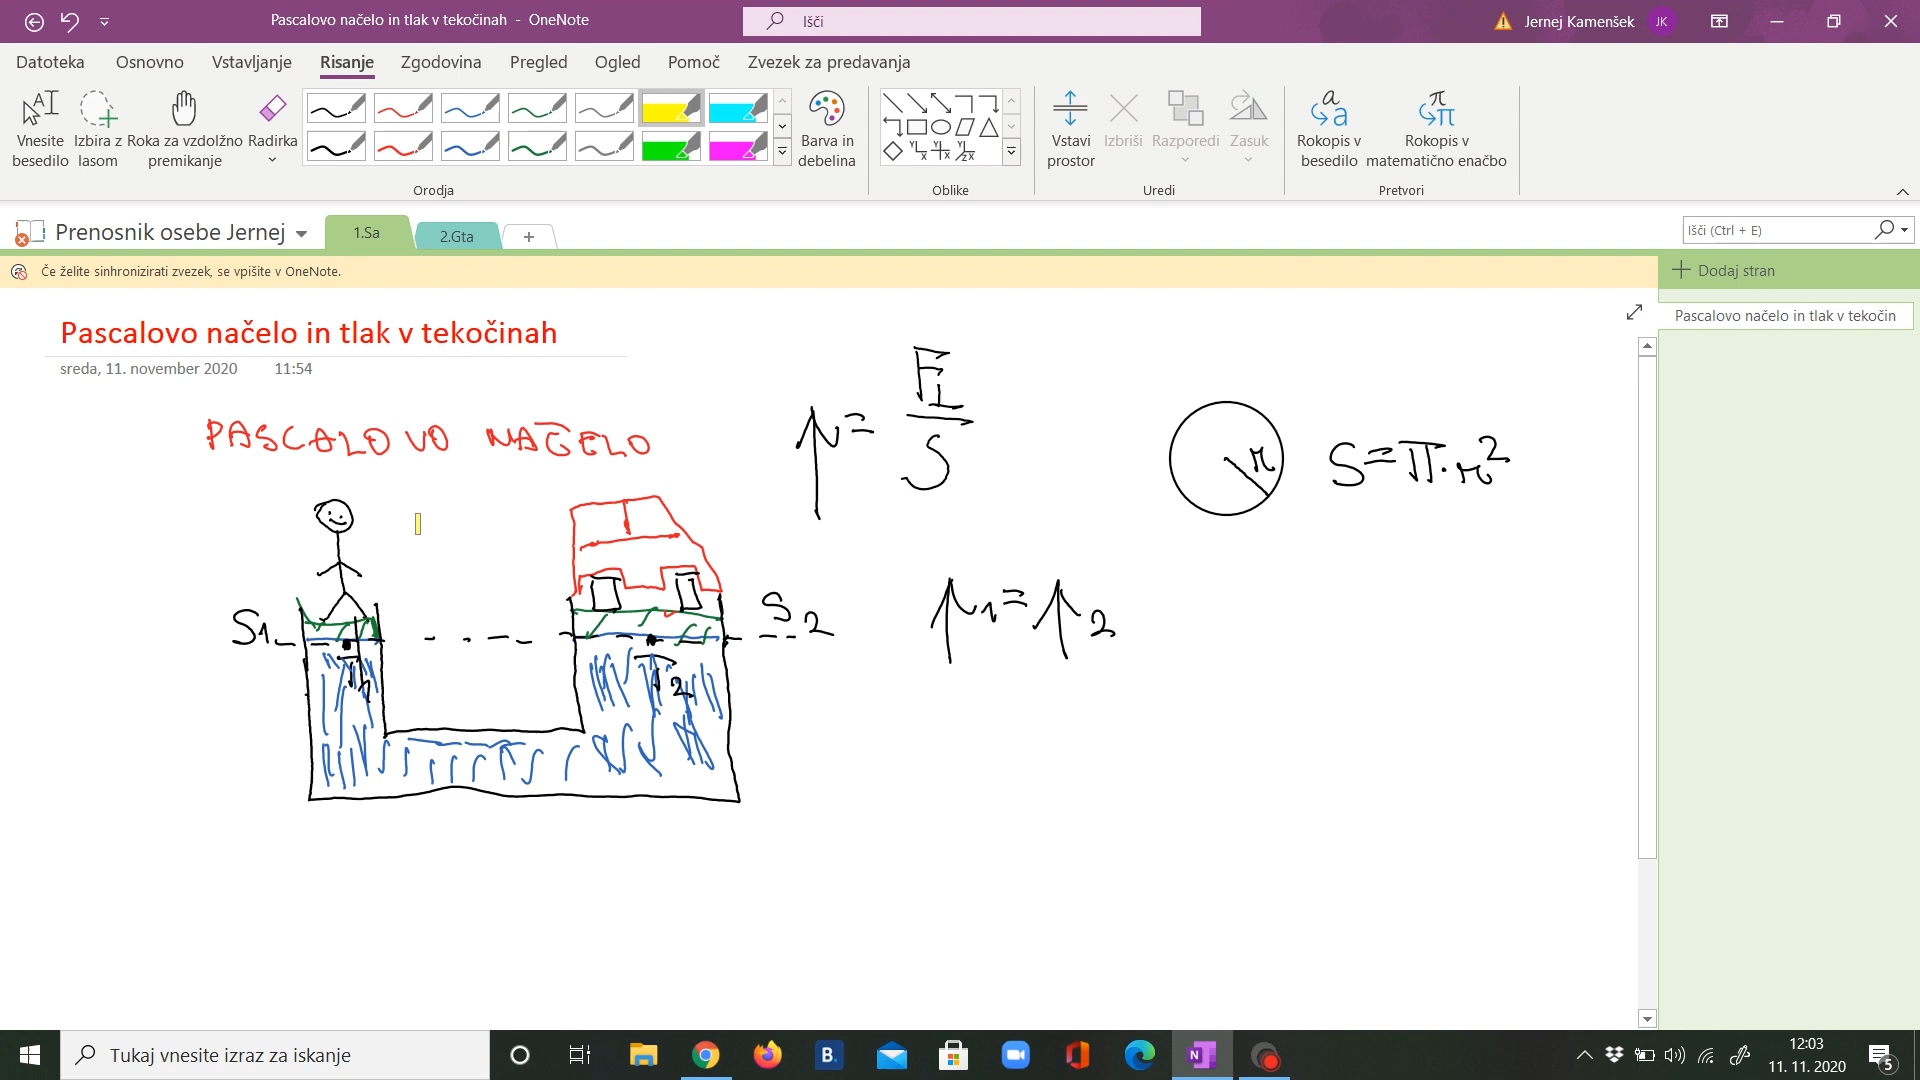 Pascalovo načelo in tlak v tekočinah - OneNote
Išči
Jernej Kamenšek
JK
Datoteka Osnovno Vstavljanje Risanje Zgodovina Pregled Ogled Pomoč Zvezek za predavanja
Vnesite besedilo
Izbira z lasom
Roka za vzdolžno premikanje
Radirka
Barva in debelina
Vstavi prostor
Izbriši
Razporedi
Zasuk
Rokopis v besedilo
Rokopis v matematično enačbo
Orodja
Oblike
Uredi
Pretvori
Prenosnik osebe Jernej
1.Sa
2.Gta
Išči (Ctrl + E)
Če želite sinhronizirati zvezek, se vpišite v OneNote.
Dodaj stran
Pascalovo načelo in tlak v tekočin
Pascalovo načelo in tlak v tekočinah
sreda, 11. november 2020 11:54
PASCALOVO NAČELO
p = F⊥/S
r
S = π·r²
S1
S2
p1 = p2
T1
T2
Tukaj vnesite izraz za iskanje
B.
N
12:03
11. 11. 2020
5